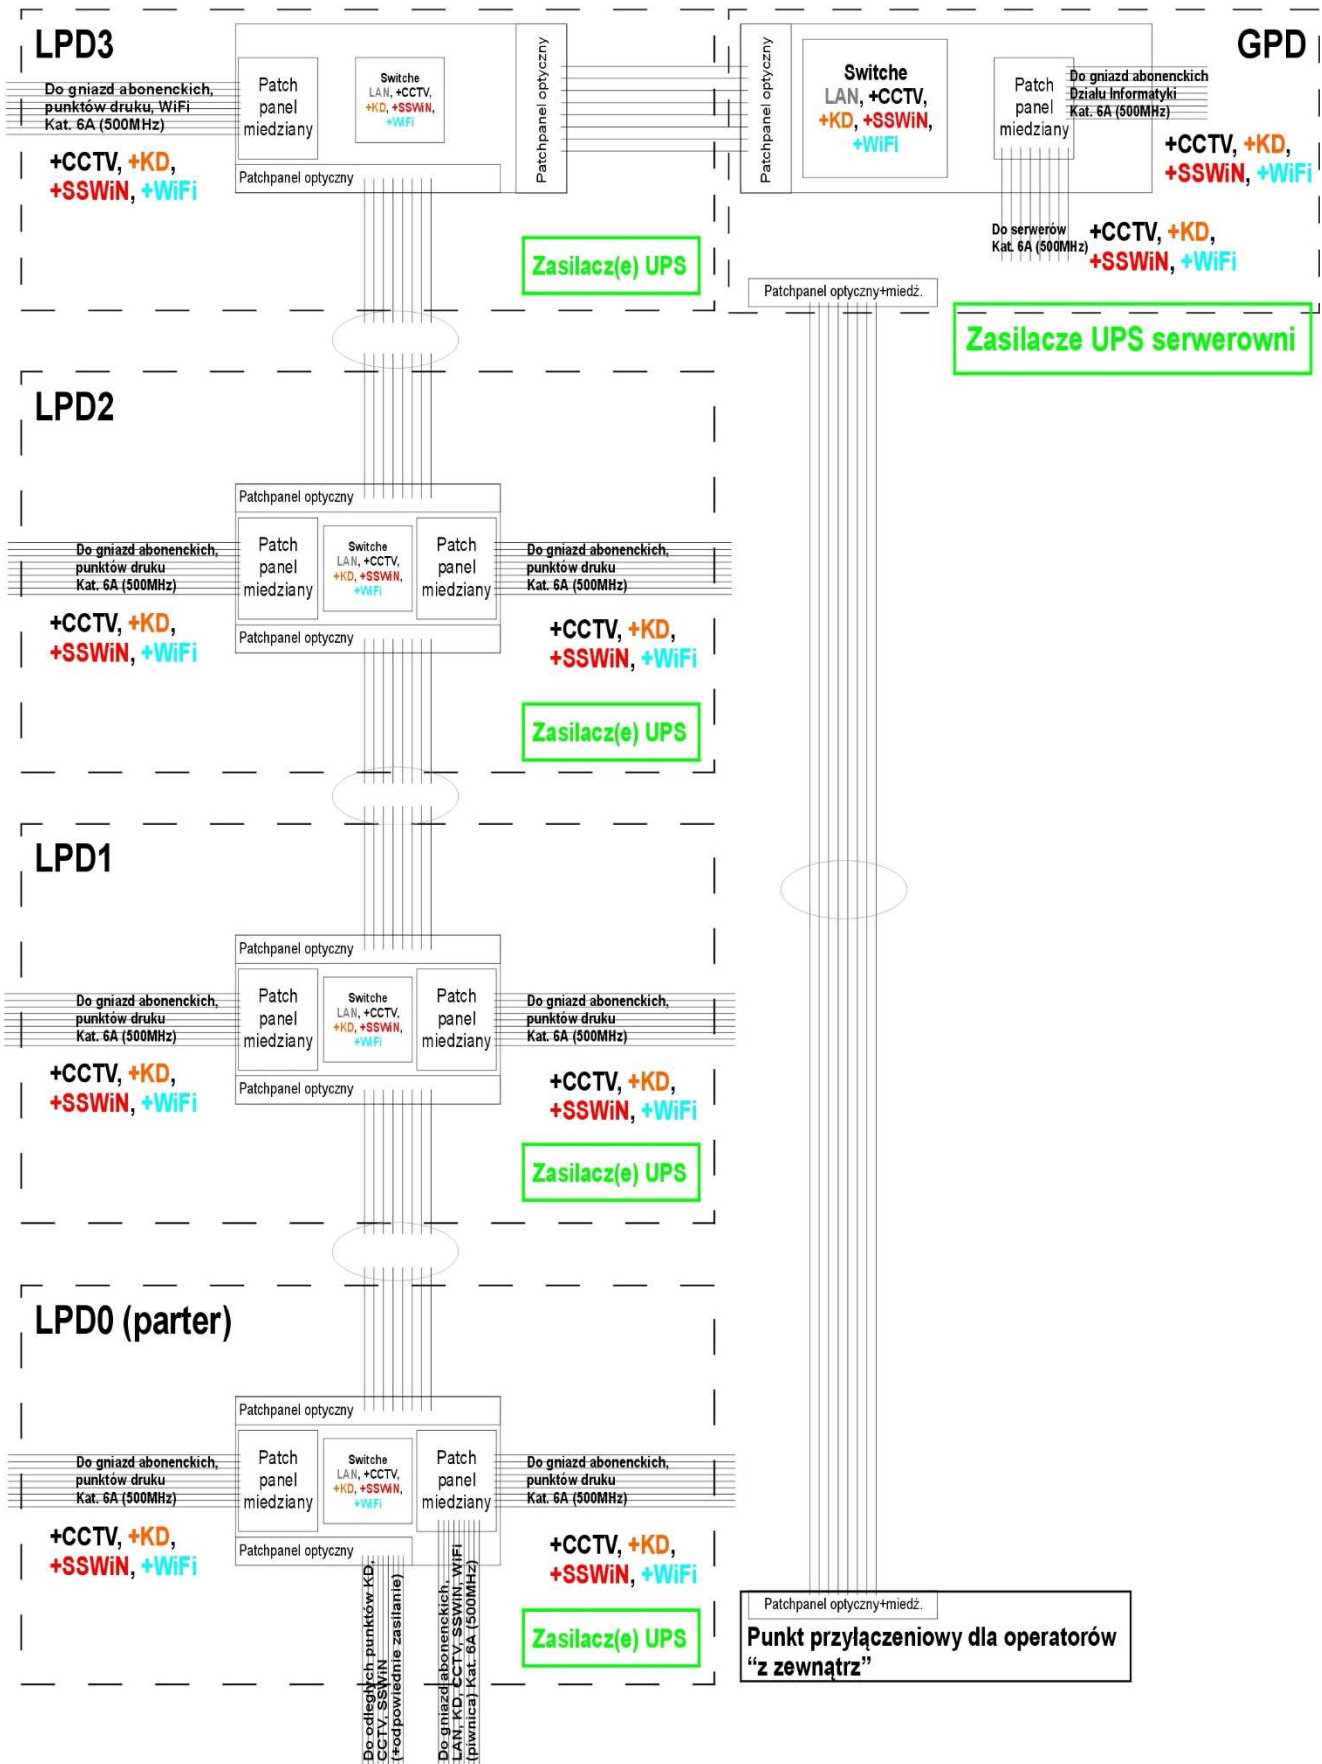 LPD3
Do gniazd abonenckich,
punktów druku, WiFi
Kat. 6A (500MHz)
+CCTV, +KD,
+SSWiN, +WiFi
Patch
panel
miedziany
Switche
LAN, +CCTV,
+KD, +SSWiN,
+WiFi
Patchpanel optyczny
Patchpanel optyczny
Zasilacz(e) UPS
GPD
Patchpanel optyczny
Switche
LAN, +CCTV,
+KD, +SSWiN,
+WiFi
Patch
panel
miedziany
Do gniazd abonenckich
Działu Informatyki
Kat. 6A (500MHz)
+CCTV, +KD,
+SSWiN, +WiFi
Do serwerów
Kat. 6A (500MHz)
+CCTV, +KD,
+SSWiN, +WiFi
Patchpanel optyczny+miedź.
Zasilacze UPS serwerowni
LPD2
Patchpanel optyczny
Do gniazd abonenckich,
punktów druku
Kat. 6A (500MHz)
Patch
panel
miedziany
Switche
LAN, +CCTV,
+KD, +SSWiN,
+WiFi
Patch
panel
miedziany
Do gniazd abonenckich,
punktów druku
Kat. 6A (500MHz)
+CCTV, +KD,
+SSWiN, +WiFi
Patchpanel optyczny
+CCTV, +KD,
+SSWiN, +WiFi
Zasilacz(e) UPS
LPD1
Patchpanel optyczny
Do gniazd abonenckich,
punktów druku
Kat. 6A (500MHz)
Patch
panel
miedziany
Switche
LAN, +CCTV,
+KD, +SSWiN,
+WiFi
Patch
panel
miedziany
Do gniazd abonenckich,
punktów druku
Kat. 6A (500MHz)
+CCTV, +KD,
+SSWiN, +WiFi
Patchpanel optyczny
+CCTV, +KD,
+SSWiN, +WiFi
Zasilacz(e) UPS
LPD0 (parter)
Patchpanel optyczny
Do gniazd abonenckich,
punktów druku
Kat. 6A (500MHz)
Patch
panel
miedziany
Switche
LAN, +CCTV,
+KD, +SSWiN,
+WiFi
Patch
panel
miedziany
Do gniazd abonenckich,
punktów druku
Kat. 6A (500MHz)
+CCTV, +KD,
+SSWiN, +WiFi
Patchpanel optyczny
+CCTV, +KD,
+SSWiN, +WiFi
Zasilacz(e) UPS
Do odległych punktów KD,
CCTV, SSWiN
(+odpowiednie zasilanie)
Do gniazd abonenckich,
LAN, KD, CCTV, SSWiN, WiFi
(piwnica) Kat. 6A (500MHz)
Patchpanel optyczny+miedź.
Punkt przyłączeniowy dla operatorów
“z zewnątrz”